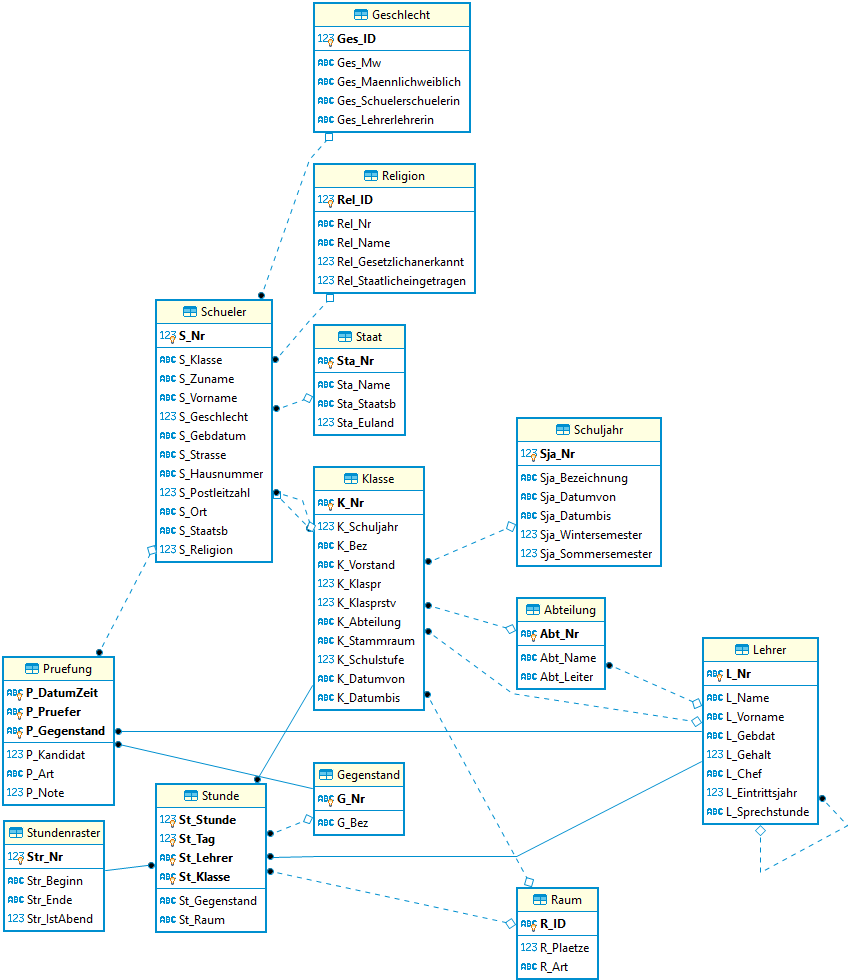 Geschlecht
123 Ges_ID
ABC Ges_Mw
ABC Ges_Maennlichweiblich
ABC Ges_Schuelerschuelerin
ABC Ges_Lehrerlehrerin
Religion
123 Rel_ID
ABC Rel_Nr
ABC Rel_Name
123 Rel_Gesetzlichanerkannt
123 Rel_Staatlicheingetragen
Schueler
123 S_Nr
ABC S_Klasse
ABC S_Zuname
ABC S_Vorname
123 S_Geschlecht
ABC S_Gebdatum
ABC S_Strasse
ABC S_Hausnummer
123 S_Postleitzahl
ABC S_Ort
ABC S_Staatsb
123 S_Religion
Staat
ABC Sta_Nr
ABC Sta_Name
ABC Sta_Staatsb
123 Sta_Euland
Klasse
ABC K_Nr
123 K_Schuljahr
ABC K_Bez
ABC K_Vorstand
123 K_Klaspr
123 K_Klasprstv
ABC K_Abteilung
ABC K_Stammraum
123 K_Schulstufe
ABC K_Datumvon
ABC K_Datumbis
Schuljahr
123 Sja_Nr
ABC Sja_Bezeichnung
ABC Sja_Datumvon
ABC Sja_Datumbis
123 Sja_Wintersemester
123 Sja_Sommersemester
Abteilung
ABC Abt_Nr
ABC Abt_Name
ABC Abt_Leiter
Lehrer
ABC L_Nr
ABC L_Name
ABC L_Vorname
ABC L_Gebdat
123 L_Gehalt
ABC L_Chef
123 L_Eintrittsjahr
ABC L_Sprechstunde
Pruefung
ABC P_DatumZeit
ABC P_Pruefer
ABC P_Gegenstand
123 P_Kandidat
ABC P_Art
123 P_Note
Gegenstand
ABC G_Nr
ABC G_Bez
Stunde
123 St_Stunde
123 St_Tag
ABC St_Lehrer
ABC St_Klasse
ABC St_Gegenstand
ABC St_Raum
Stundenraster
123 Str_Nr
ABC Str_Beginn
ABC Str_Ende
123 Str_IstAbend
Raum
ABC R_ID
123 R_Plaetze
ABC R_Art